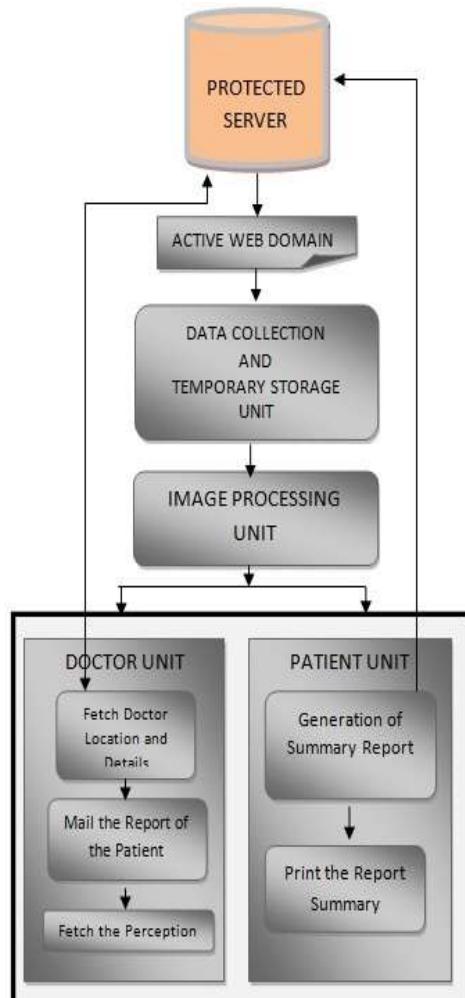 PROTECTED
SERVER
ACTIVE WEB DOMAIN
DATA COLLECTION
AND
TEMPORARY STORAGE
UNIT
IMAGE PROCESSING
UNIT
DOCTOR UNIT
Fetch Doctor
Location and
Details
Mail the Report of
the Patient
Fetch the Perception
PATIENT UNIT
Generation of
Summary Report
Print the Report
Summary